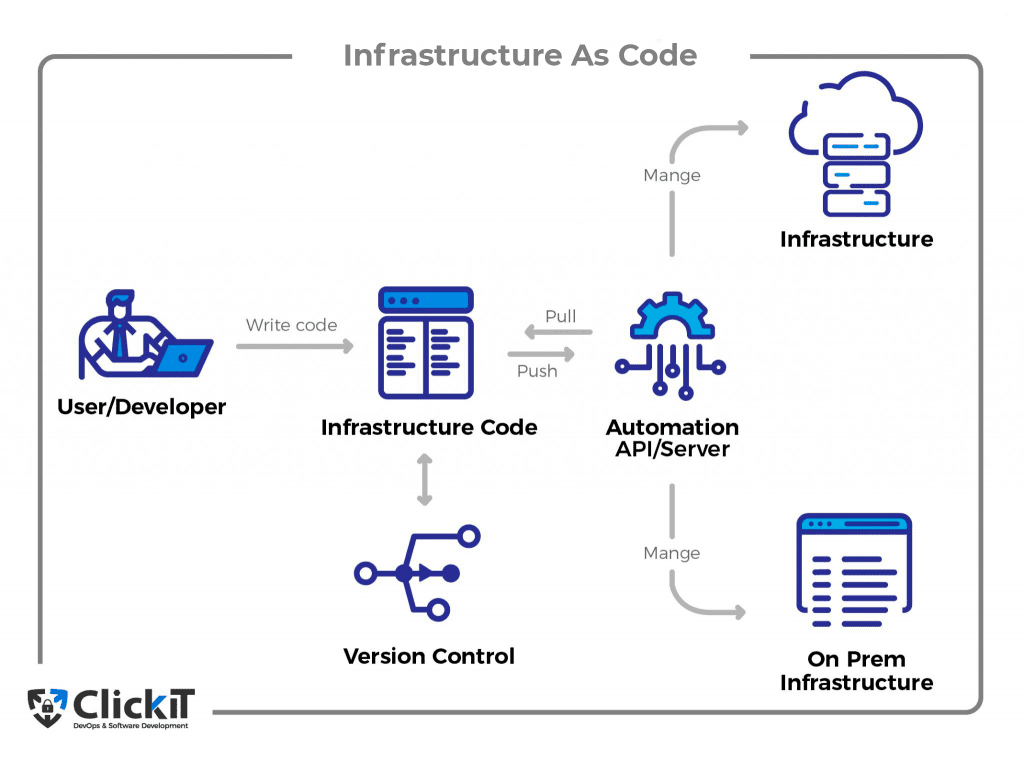 Infrastructure As Code
Mange
Infrastructure
Write code
Pull
Push
User/Developer
Infrastructure Code
Automation
API/Server
Mange
Version Control
On Prem
Infrastructure
ClickIT
DevOps & Software Development